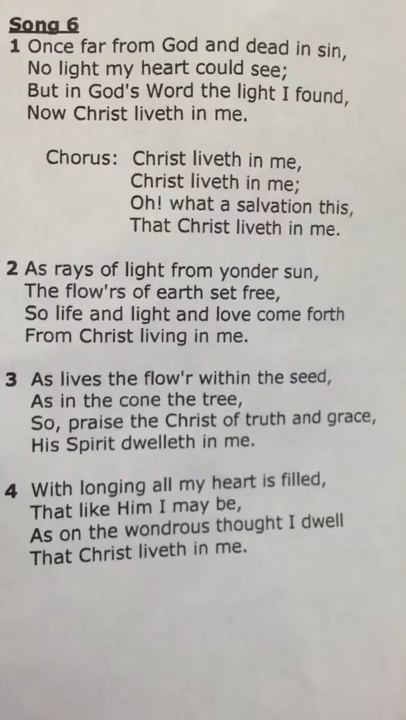 Song 6
1 Once far from God and dead in sin,
No light my heart could see;
But in God's Word the light I found,
Now Christ liveth in me.
Chorus: Christ liveth in me,
Christ liveth in me;
Oh! what a salvation this,
That Christ liveth in me.
2 As rays of light from yonder sun,
The flow'rs of earth set free,
So life and light and love come forth
From Christ living in me.
3 As lives the flow'r within the seed,
As in the cone the tree,
So, praise the Christ of truth and grace,
His Spirit dwelleth in me.
4 With longing all my heart is filled,
That like Him I may be,
As on the wondrous thought I dwell
That Christ liveth in me.